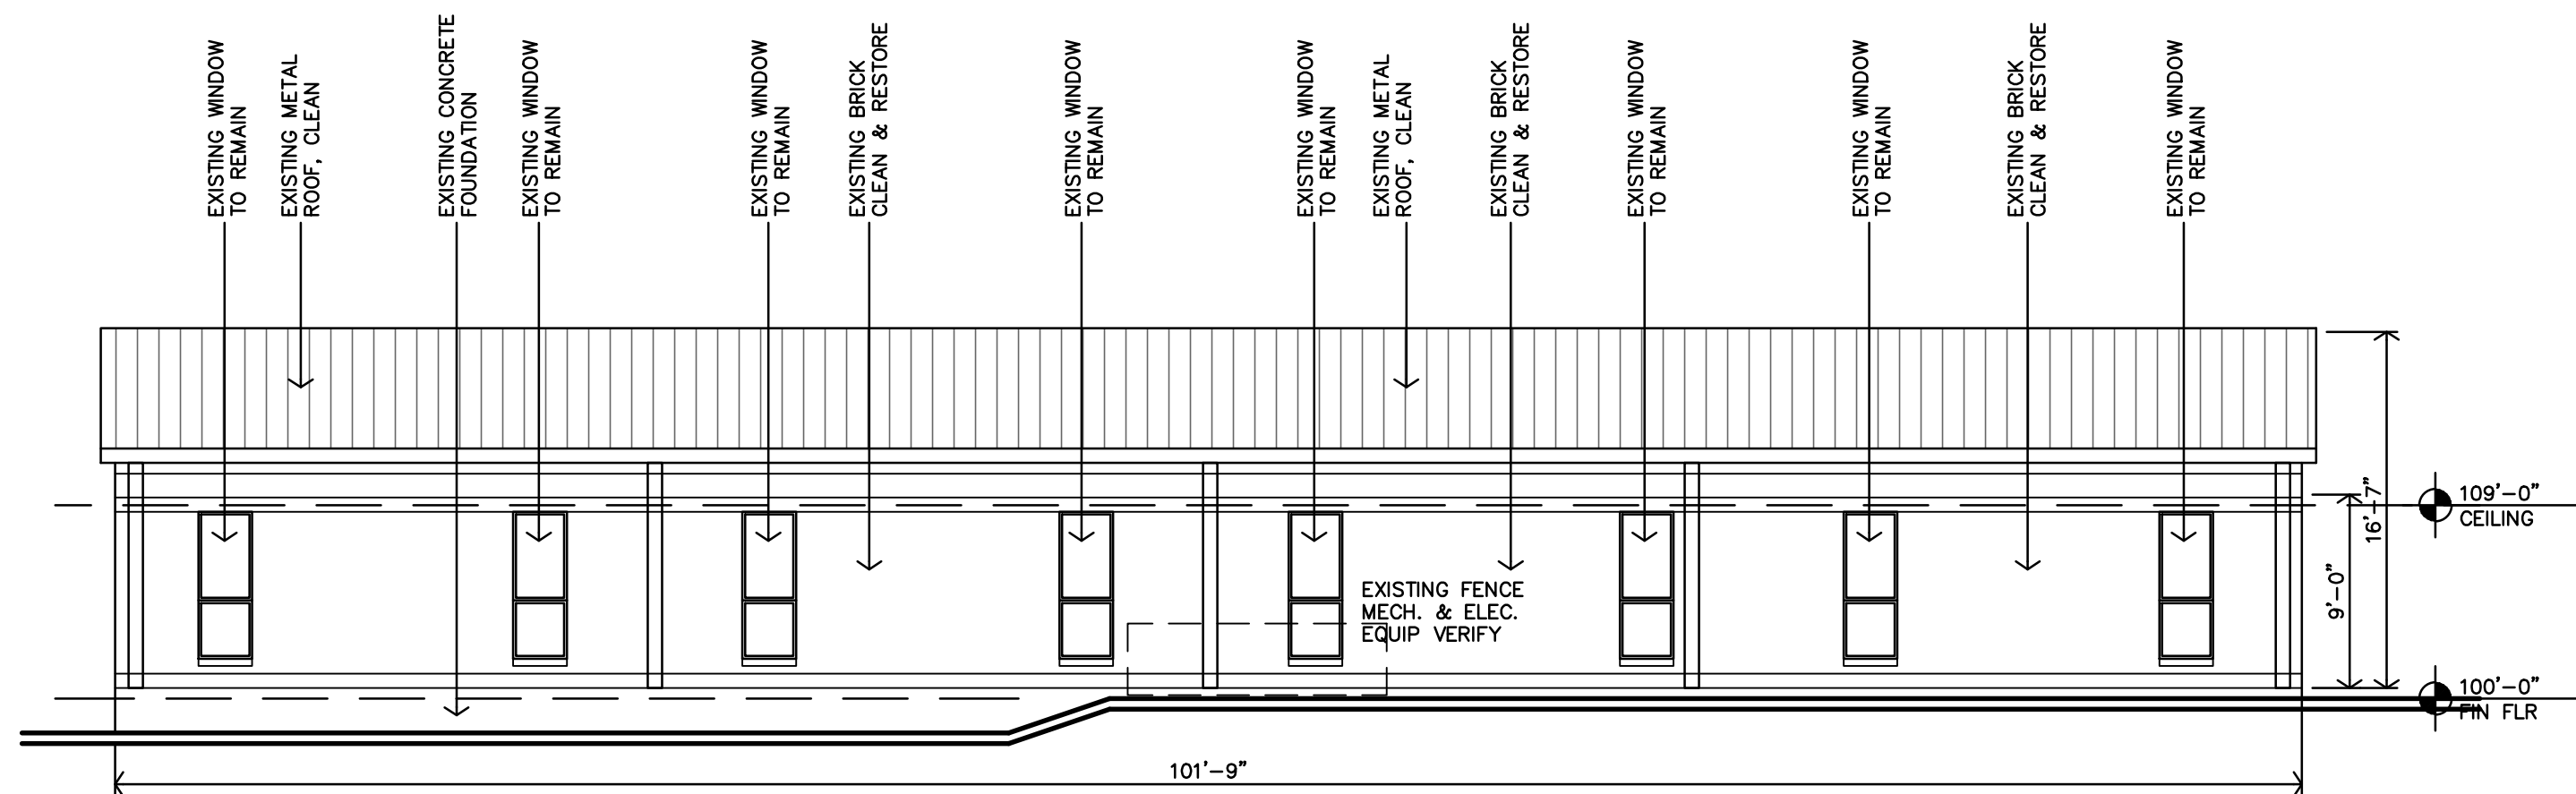 EXISTING WINDOW
TO REMAIN
EXISTING METAL
ROOF, CLEAN
EXISTING CONCRETE
FOUNDATION
EXISTING WINDOW
TO REMAIN
EXISTING WINDOW
TO REMAIN
EXISTING BRICK
CLEAN & RESTORE
EXISTING WINDOW
TO REMAIN
EXISTING WINDOW
TO REMAIN
EXISTING METAL
ROOF, CLEAN
EXISTING BRICK
CLEAN & RESTORE
EXISTING WINDOW
TO REMAIN
EXISTING WINDOW
TO REMAIN
EXISTING BRICK
CLEAN & RESTORE
EXISTING WINDOW
TO REMAIN
16'-7"
109'-0"
CEILING
9'-0"
EXISTING FENCE
MECH. & ELEC.
EQUIP VERIFY
100'-0"
FIN FLR
101'-9"